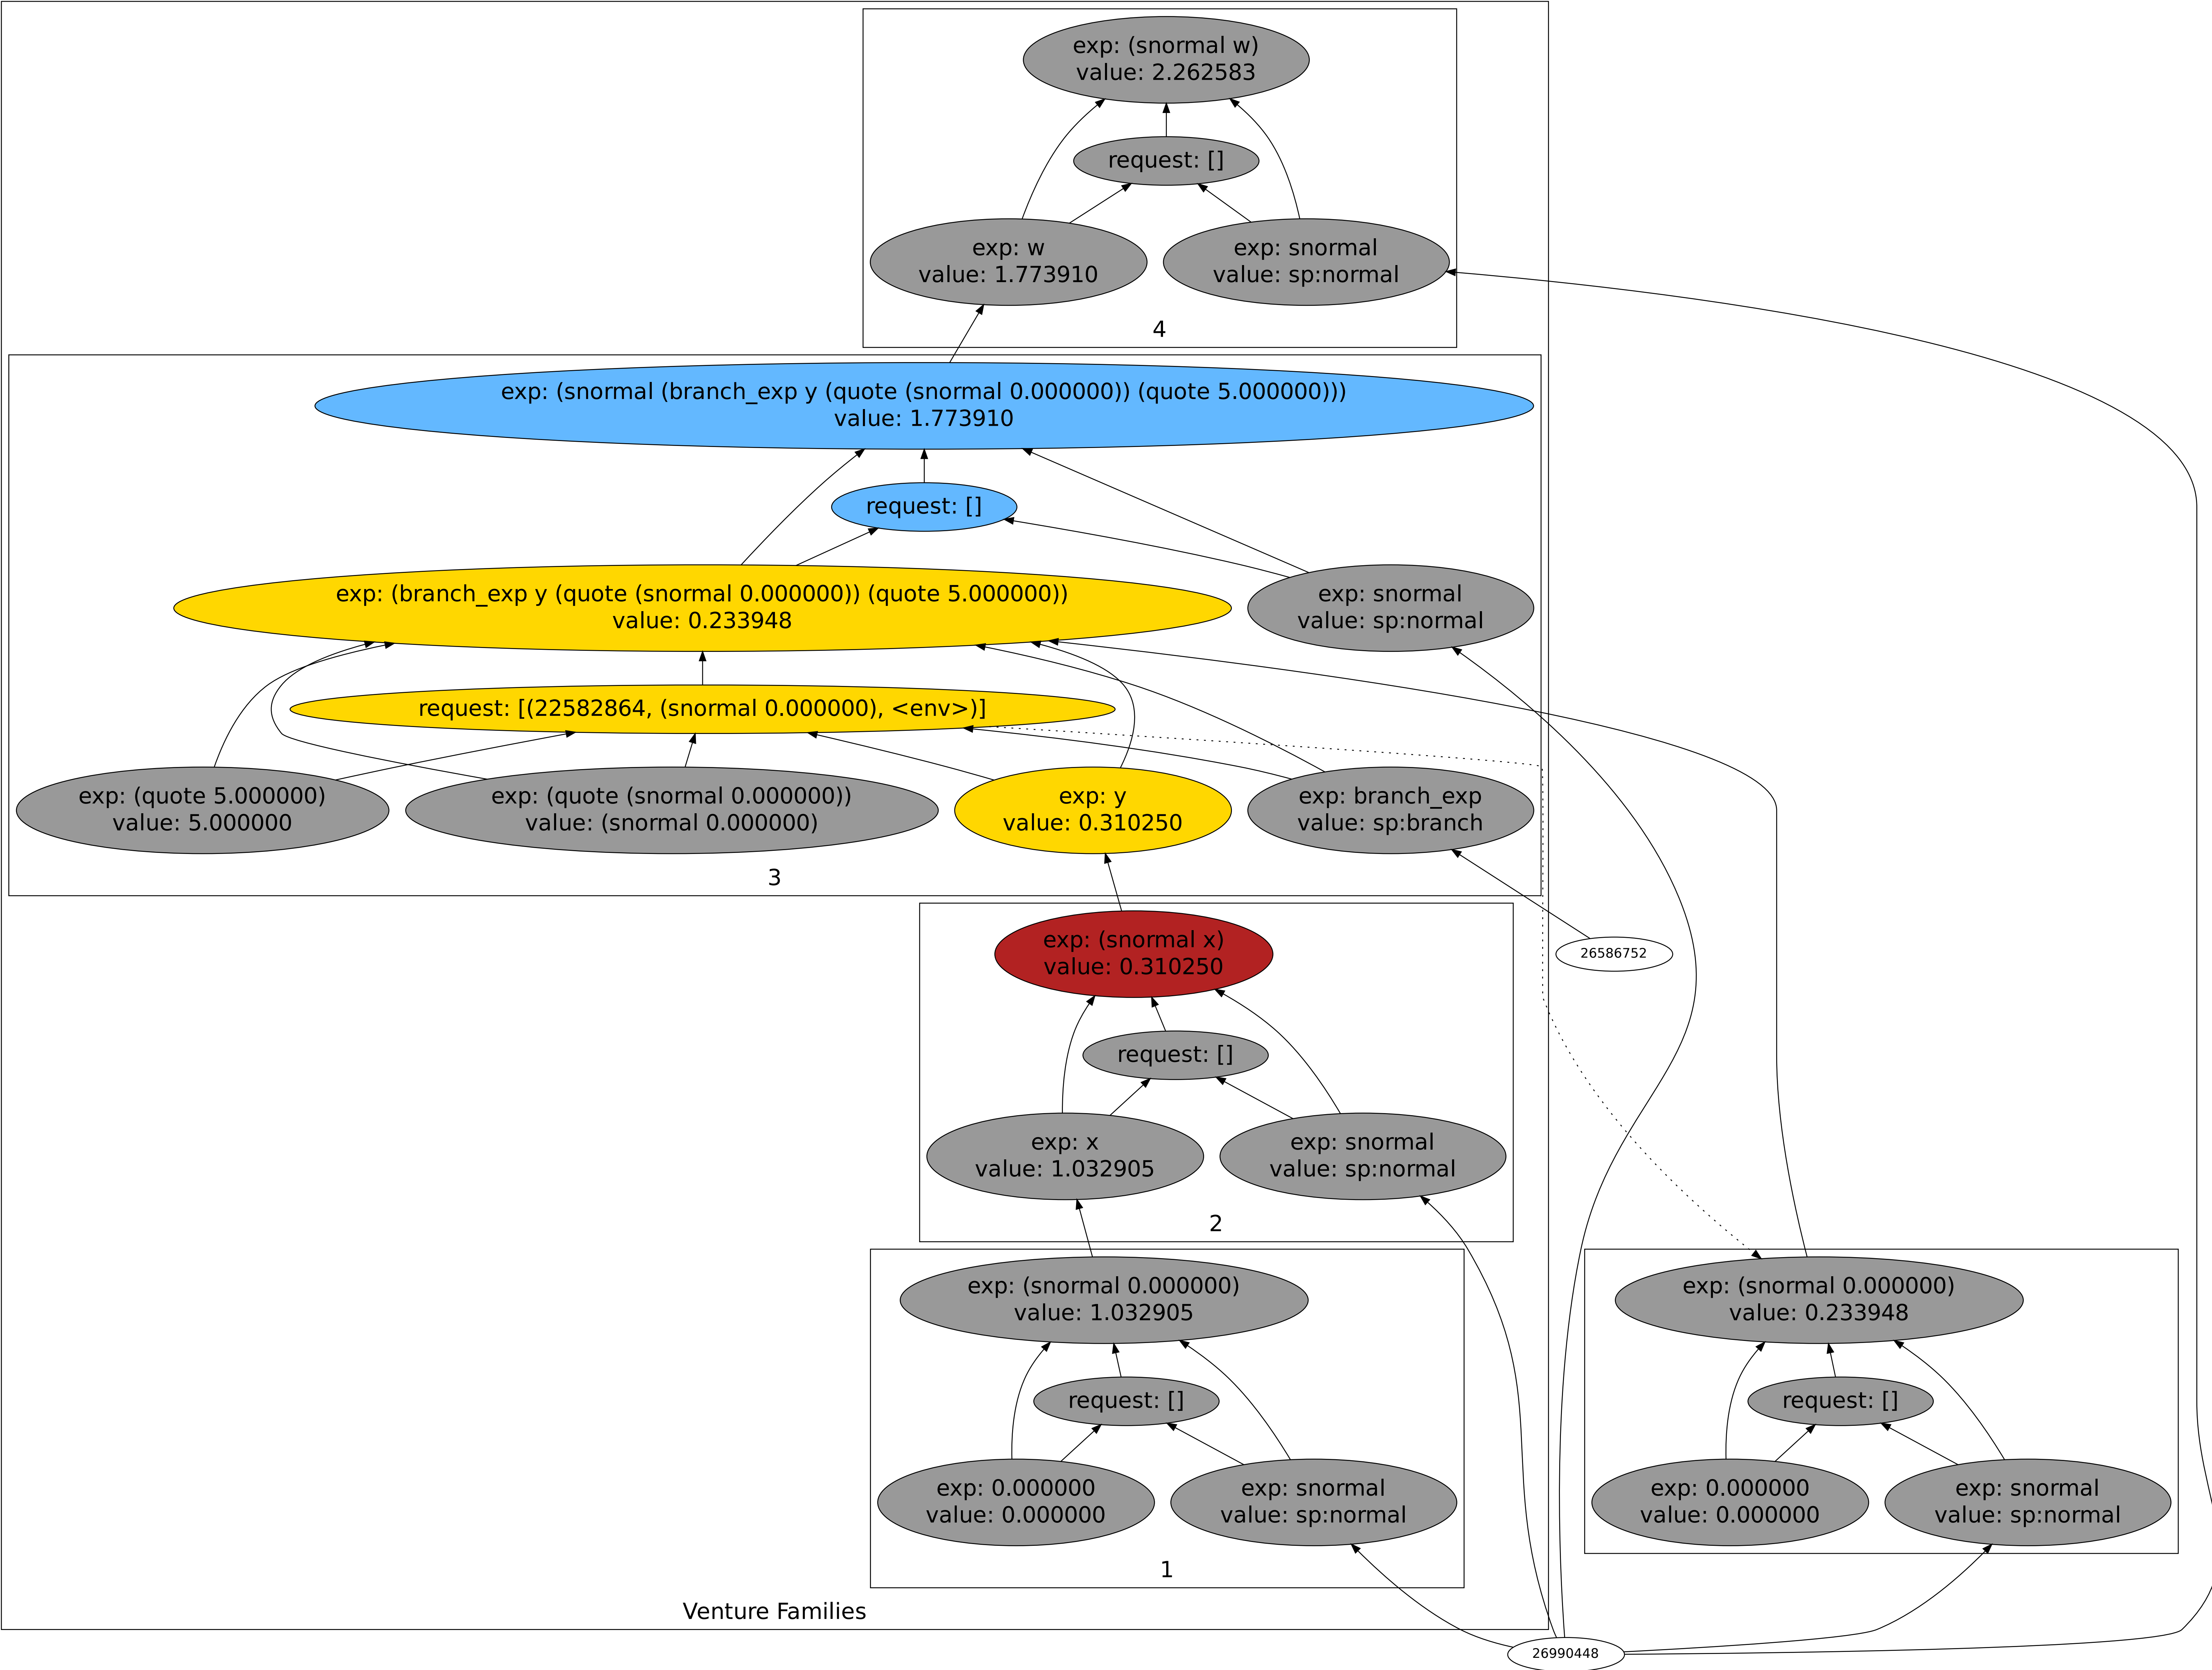 exp: (snormal w)
value: 2.262583
request: []
exp: w
value: 1.773910
exp: snormal
value: sp:normal
4
exp: (snormal (branch_exp y (quote (snormal 0.000000)) (quote 5.000000)))
value: 1.773910
request: []
exp: (branch_exp y (quote (snormal 0.000000)) (quote 5.000000))
value: 0.233948
exp: snormal
value: sp:normal
request: [(22582864, (snormal 0.000000), <env>)]
exp: (quote 5.000000)
value: 5.000000
exp: (quote (snormal 0.000000))
value: (snormal 0.000000)
exp: y
value: 0.310250
exp: branch_exp
value: sp:branch
3
exp: (snormal x)
value: 0.310250
26586752
request: []
exp: x
value: 1.032905
exp: snormal
value: sp:normal
2
exp: (snormal 0.000000)
value: 1.032905
request: []
exp: 0.000000
value: 0.000000
exp: snormal
value: sp:normal
1
exp: (snormal 0.000000)
value: 0.233948
request: []
exp: 0.000000
value: 0.000000
exp: snormal
value: sp:normal
Venture Families
26990448